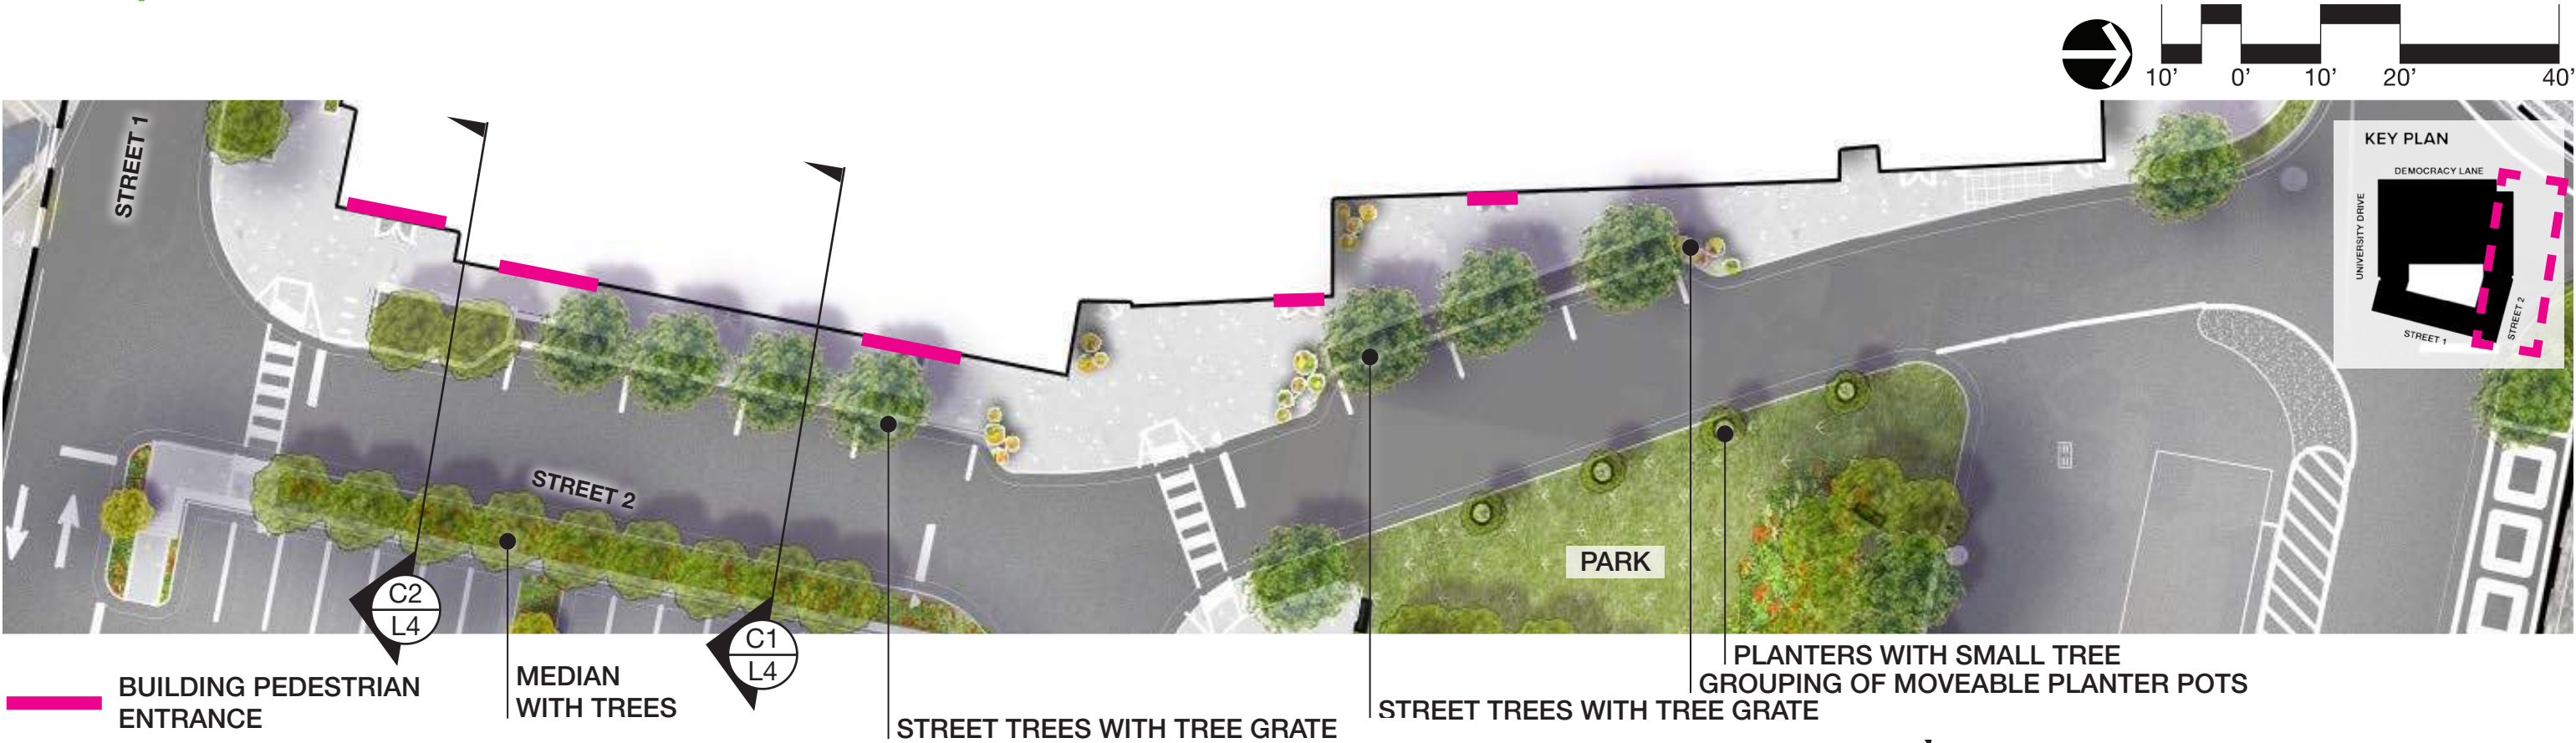 10’ 0’ 10’ 20’ 40’
STREET 1
KEY PLAN
DEMOCRACY LANE
UNIVERSITY DRIVE
STREET 2
STREET 1
STREET 2
PARK
C2
L4
C1
L4
BUILDING PEDESTRIAN
ENTRANCE
MEDIAN
WITH TREES
STREET TREES WITH TREE GRATE
STREET TREES WITH TREE GRATE
PLANTERS WITH SMALL TREE
GROUPING OF MOVEABLE PLANTER POTS